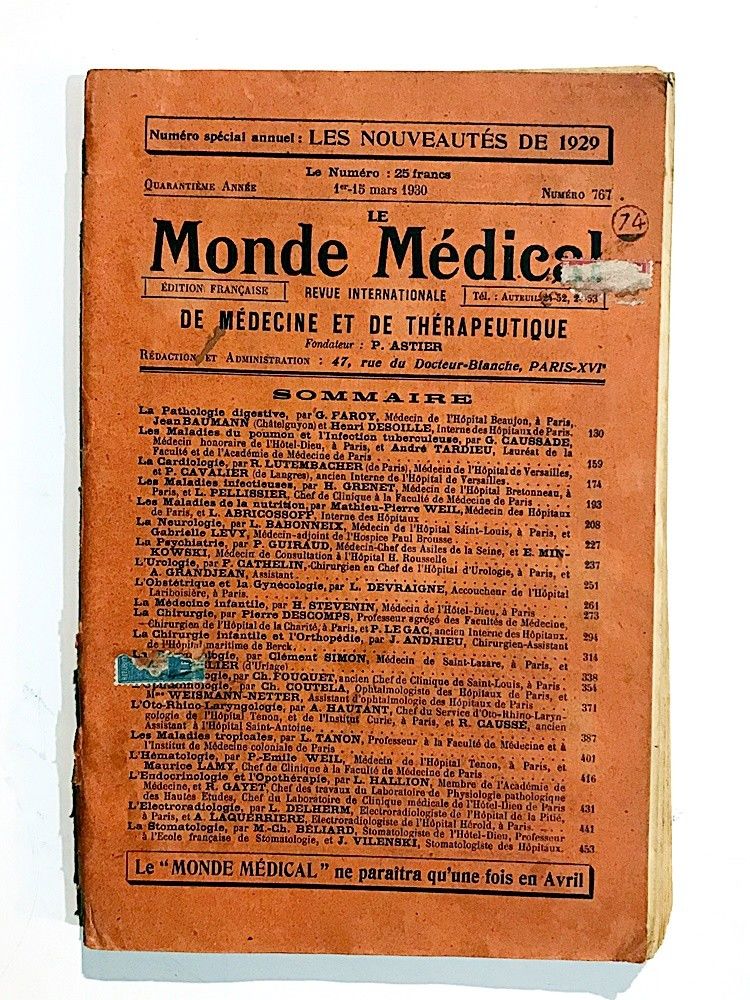 Numéro spécial annuel : LES NOUVEAUTÉS DE 1929
Le Numéro : 25 francs
QUARANTIÈME ANNÉE 1er-15 mars 1930 NUMÉRO 767
74
LE
Monde Médical
ÉDITION FRANÇAISE REVUE INTERNATIONALE Tél. : AUTEUIL
DE MÉDECINE ET DE THÉRAPEUTIQUE
Fondateur : P. ASTIER
RÉDACTION ET ADMINISTRATION : 47, rue du Docteur-Blanche, PARIS-XVIe
SOMMAIRE
La Pathologie digestive, par G. PAROY, Médecin de l'Hôpital Beaujon, à Paris,
Jean BAUMANN (Châtelguyon) et Henri DESOILLE, Interne des Hôpitaux de Paris. 130
Les Maladies du poumon et l'Infection tuberculeuse, par G. CAUSSADE,
Médecin honoraire de l'Hôtel-Dieu, à Paris, et André TARDIEU, Lauréat de la
Faculté et de l'Académie de Médecine de Paris 159
La Cardiologie, par R. LUTEMBACHER (de Paris), Médecin de l'Hôpital de Versailles,
et P. CAVALIER (de Langres), ancien Interne de l'Hôpital de Versailles. 174
Les Maladies infectieuses, par H. GRENET, Médecin de l'Hôpital Bretonneau, à
Paris, et L. PELLISSIER, Chef de Clinique à la Faculté de Médecine de Paris 193
Les Maladies de la nutrition, par Mathieu-Pierre WEIL, Médecin des Hôpitaux
de Paris, et L. ABRICOSSOFF, Interne des Hôpitaux 208
La Neurologie, par L. BABONNEIX, Médecin de l'Hôpital Saint-Louis, à Paris, et
Gabrielle LÉVY, Médecin-adjoint de l'Hospice Paul Brousse 227
La Psychiatrie, par P. GUIRAUD, Médecin-Chef des Asiles de la Seine, et E. MIN-
KOWSKI, Médecin de Consultation à l'Hôpital H. Rousselle 237
L'Urologie, par F. CATHELIN, Chirurgien en Chef de l'Hôpital d'Urologie, à Paris, et
A. GRANDJEAN, Assistant 251
L'Obstétrique et la Gynécologie, par L. DEVRAIGNE, Accoucheur de l'Hôpital
Lariboisière, à Paris. 261
La Médecine infantile, par H. STEVENIN, Médecin de l'Hôtel-Dieu, à Paris 273
La Chirurgie, par Pierre DESCOMPS, Professeur agrégé des Facultés de Médecine,
Chirurgien de l'Hôpital de la Charité, à Paris, et P. LE GAC, ancien Interne des Hôpitaux. 294
La Chirurgie infantile et l'Orthopédie, par J. ANDRIEU, Chirurgien-Assistant
de l'Hôpital maritime de Berck. 314
La par Clément SIMON, Médecin de Saint-Lazare, à Paris, et
(d'Uriage) 338
par Ch. FOUQUET, ancien Chef de Clinique de Saint-Louis, à Paris. 354
par Ch. COUTELA, Ophtalmologiste des Hôpitaux de Paris, et
Mme WEISMANN-NETTER, Assistant d'ophtalmologie des Hôpitaux de Paris 371
L'Oto-Rhino-Laryngologie, par A. HAUTANT, Chef du Service d'Oto-Rhino-Laryn-
gologie de l'Hôpital Tenon, et de l'Institut Curie, à Paris, et R. CAUSSE, ancien
Assistant à l'Hôpital Saint-Antoine. 387
Les Maladies tropicales, par L. TANON, Professeur à la Faculté de Médecine et à
l'Institut de Médecine coloniale de Paris 401
L'Hématologie, par P.-Emile WEIL, Médecin de l'Hôpital Tenon, à Paris, et
Maurice LAMY, Chef de Clinique à la Faculté de Médecine de Paris 416
L'Endocrinologie et l'Opothérapie, par L. HALLION, Membre de l'Académie de
Médecine, et R. GAYET, Chef des travaux du Laboratoire de Physiologie pathologique
des Hautes Etudes, Chef du Laboratoire de Clinique médicale de l'Hôtel-Dieu de Paris 431
L'Electroradiologie, par L. DELHERM, Electroradiologiste de l'Hôpital de la Pitié,
à Paris, et A. LAQUERRIERE, Electroradiologiste de l'Hôpital Hérold, à Paris. 441
La Stomatologie, par M.-Ch. BÉLIARD, Stomatologiste de l'Hôtel-Dieu, Professeur
à l'Ecole française de Stomatologie, et J. VILENSKI, Stomatologiste des Hôpitaux. 453
Le "MONDE MÉDICAL" ne paraîtra qu'une fois en Avril